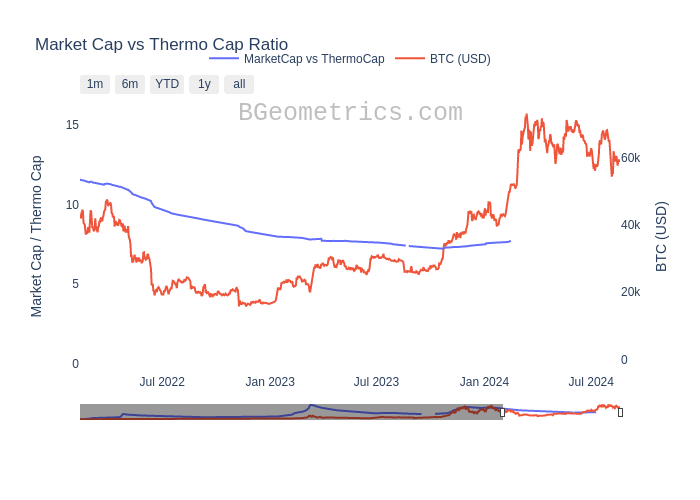 Market Cap vs Thermo Cap Ratio
MarketCap vs ThermoCap BTC (USD)
1m 6m YTD 1y all
BGeometrics.com
Market Cap / Thermo Cap
15
10
5
0
60k
40k
20k
0
BTC (USD)
Jul 2022 Jan 2023 Jul 2023 Jan 2024 Jul 2024